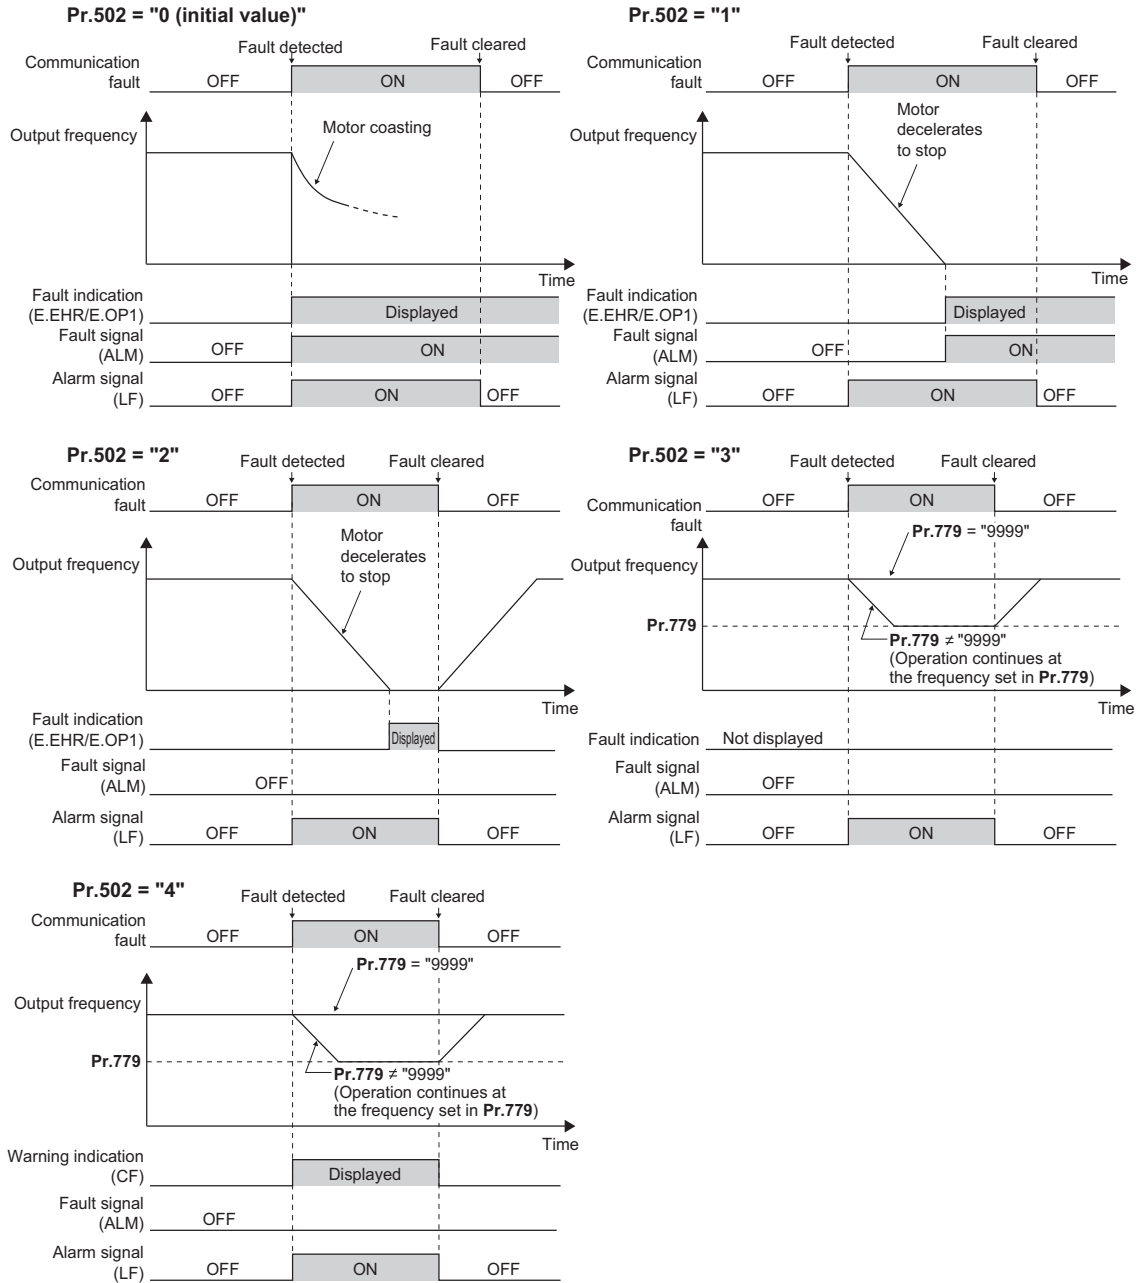 Pr.502 = "0 (initial value)"
Fault detected
Fault cleared
Communication
fault
OFF
ON
OFF
Output frequency
Motor coasting
Time
Fault indication
(E.EHR/E.OP1)
Displayed
Fault signal
(ALM)
OFF
ON
Alarm signal
(LF)
OFF
ON
OFF
Pr.502 = "1"
Fault detected
Fault cleared
Communication
fault
OFF
ON
OFF
Output frequency
Motor
decelerates
to stop
Time
Fault indication
(E.EHR/E.OP1)
Displayed
Fault signal
(ALM)
OFF
ON
Alarm signal
(LF)
OFF
ON
OFF
Pr.502 = "2"
Fault detected
Fault cleared
Communication
fault
OFF
ON
OFF
Output frequency
Motor
decelerates
to stop
Time
Fault indication
(E.EHR/E.OP1)
Displayed
Fault signal
(ALM)
OFF
Alarm signal
(LF)
OFF
ON
OFF
Pr.502 = "3"
Fault detected
Fault cleared
Communication
fault
OFF
ON
OFF
Pr.779 = "9999"
Output frequency
Pr.779
Pr.779 ≠ "9999"
(Operation continues at
the frequency set in Pr.779)
Time
Fault indication
Not displayed
Fault signal
(ALM)
OFF
Alarm signal
(LF)
OFF
ON
OFF
Pr.502 = "4"
Fault detected
Fault cleared
Communication
fault
OFF
ON
OFF
Pr.779 = "9999"
Output frequency
Pr.779
Pr.779 ≠ "9999"
(Operation continues at
the frequency set in Pr.779)
Time
Warning indication
(CF)
Displayed
Fault signal
(ALM)
OFF
Alarm signal
(LF)
OFF
ON
OFF